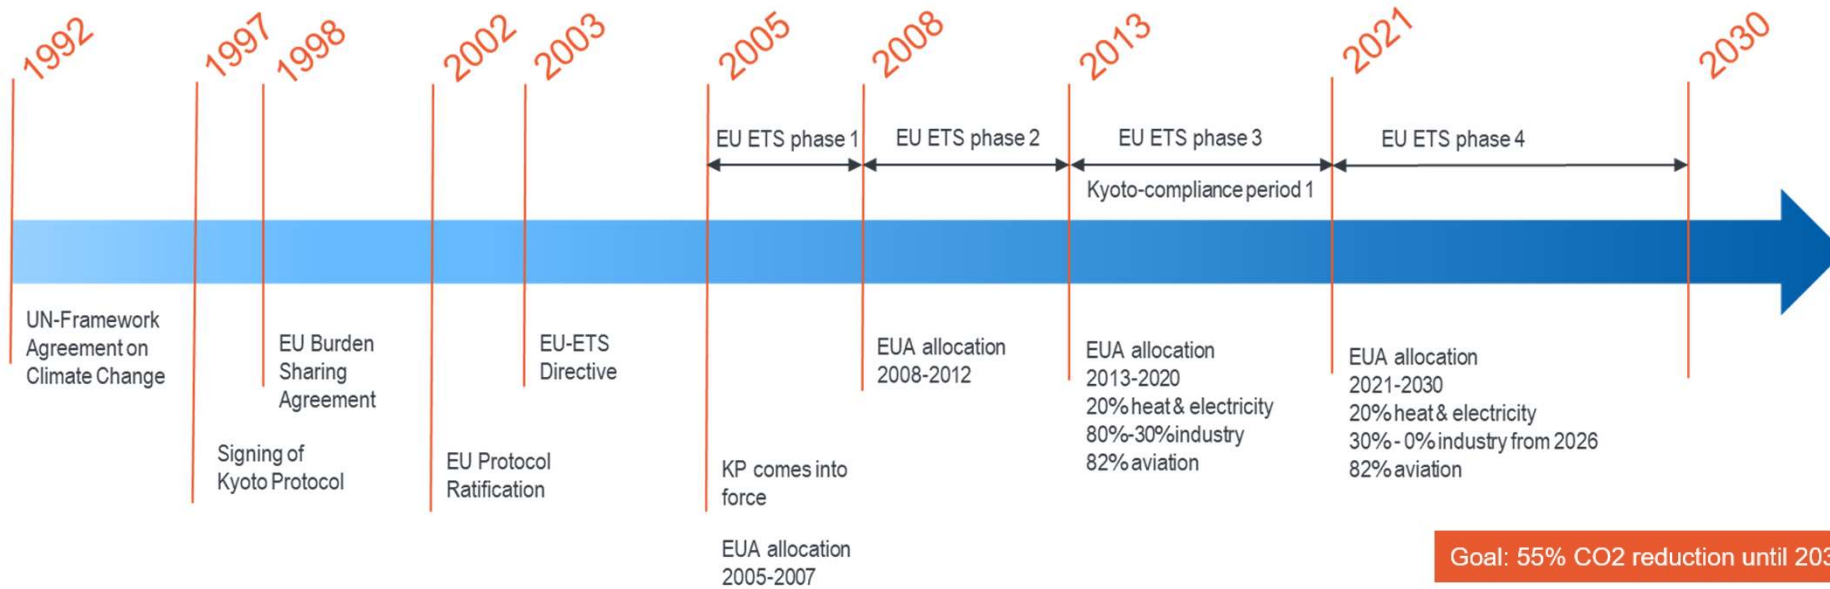 1992
1997
1998
2002
2003
2005
2008
2013
2021
2030
EU ETS phase 1
EU ETS phase 2
EU ETS phase 3
EU ETS phase 4
Kyoto-compliance period 1
UN-Framework
Agreement on
Climate Change
Signing of
Kyoto Protocol
EU Burden
Sharing
Agreement
EU Protocol
Ratification
EU-ETS
Directive
KP comes into
force
EUA allocation
2005-2007
EUA allocation
2008-2012
EUA allocation
2013-2020
20% heat & electricity
80%-30% industry
82% aviation
EUA allocation
2021-2030
20% heat & electricity
30% - 0% industry from 2026
82% aviation
Goal: 55% CO2 reduction until